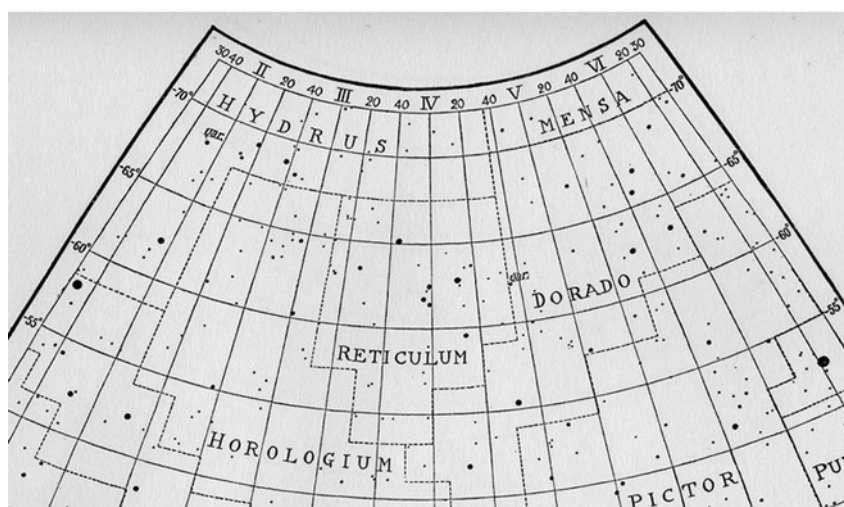 30 40 II 20 40 III 20 40 IV 20 40 V 20 40 VI 20 30
-70° HYDRUS MENSA -70°
var.
-65° -65°
-60° var. DORADO -60°
-55° -55°
RETICULUM
HOROLOGIUM
PICTOR PU